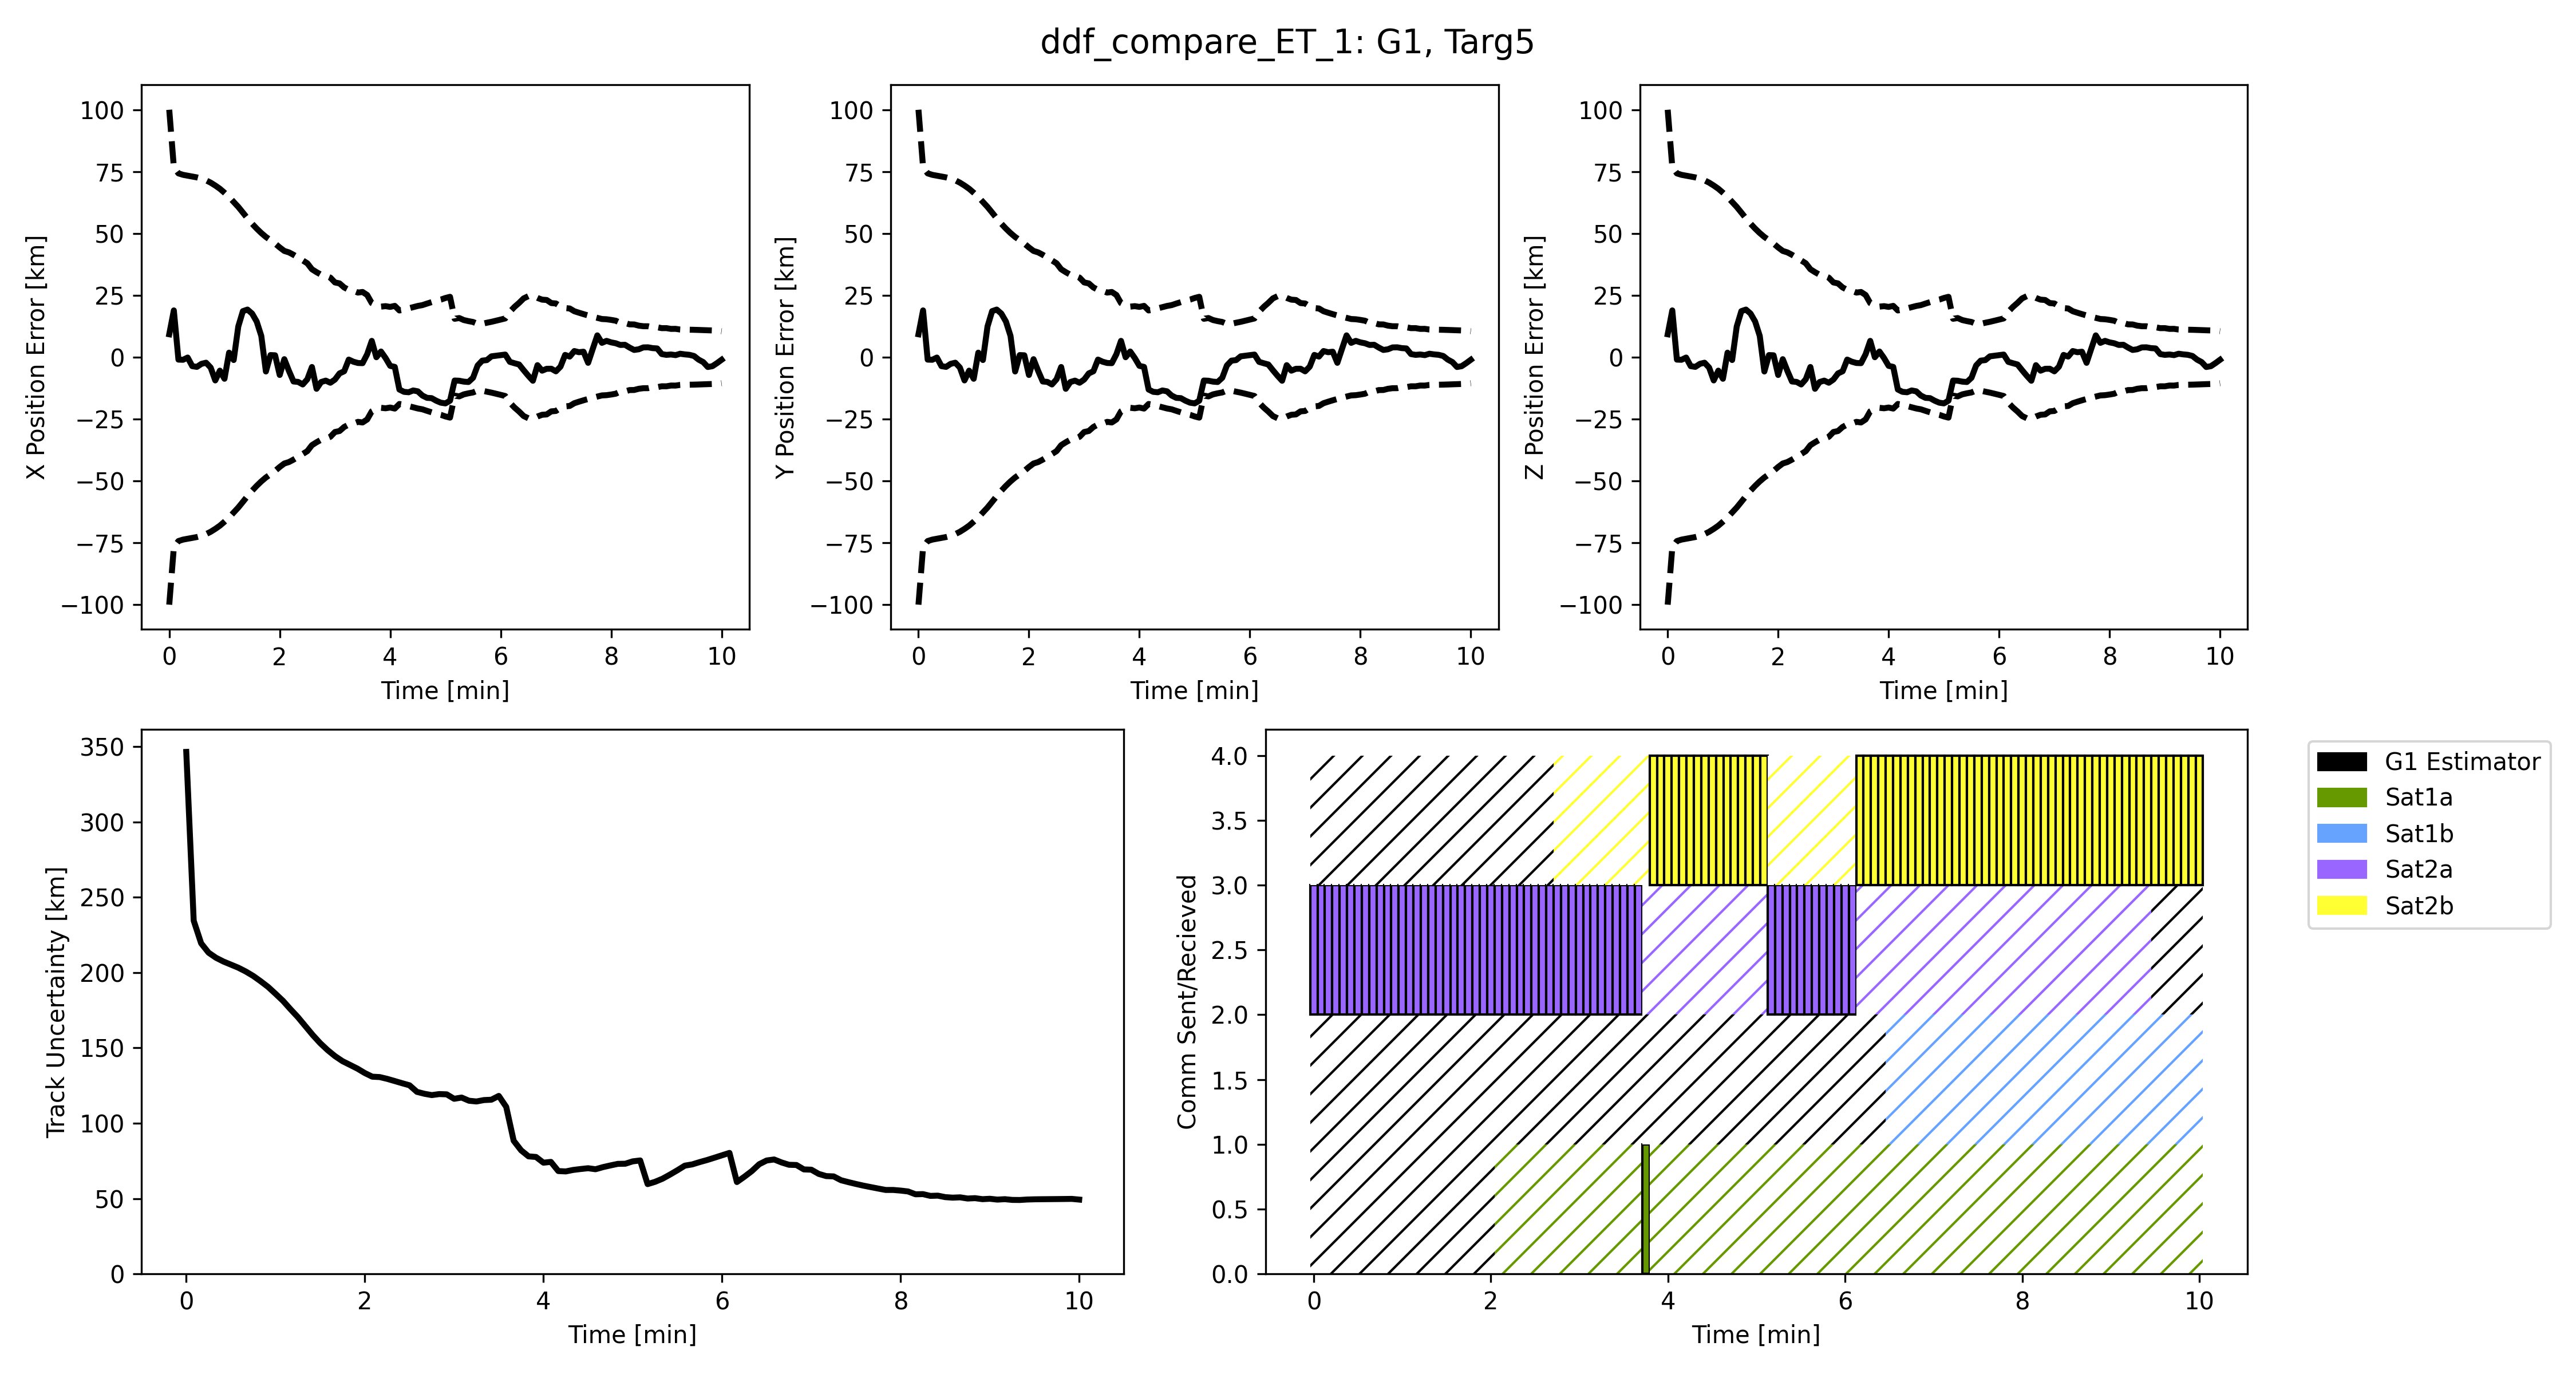 ddf_compare_ET_1: G1, Targ5
X Position Error [km]
100
75
50
25
0
−25
−50
−75
−100
0 2 4 6 8 10
Time [min]
Y Position Error [km]
100
75
50
25
0
−25
−50
−75
−100
0 2 4 6 8 10
Time [min]
Z Position Error [km]
100
75
50
25
0
−25
−50
−75
−100
0 2 4 6 8 10
Time [min]
Track Uncertainty [km]
350
300
250
200
150
100
50
0
0 2 4 6 8 10
Time [min]
Comm Sent/Recieved
4.0
3.5
3.0
2.5
2.0
1.5
1.0
0.5
0.0
0 2 4 6 8 10
Time [min]
G1 Estimator
Sat1a
Sat1b
Sat2a
Sat2b